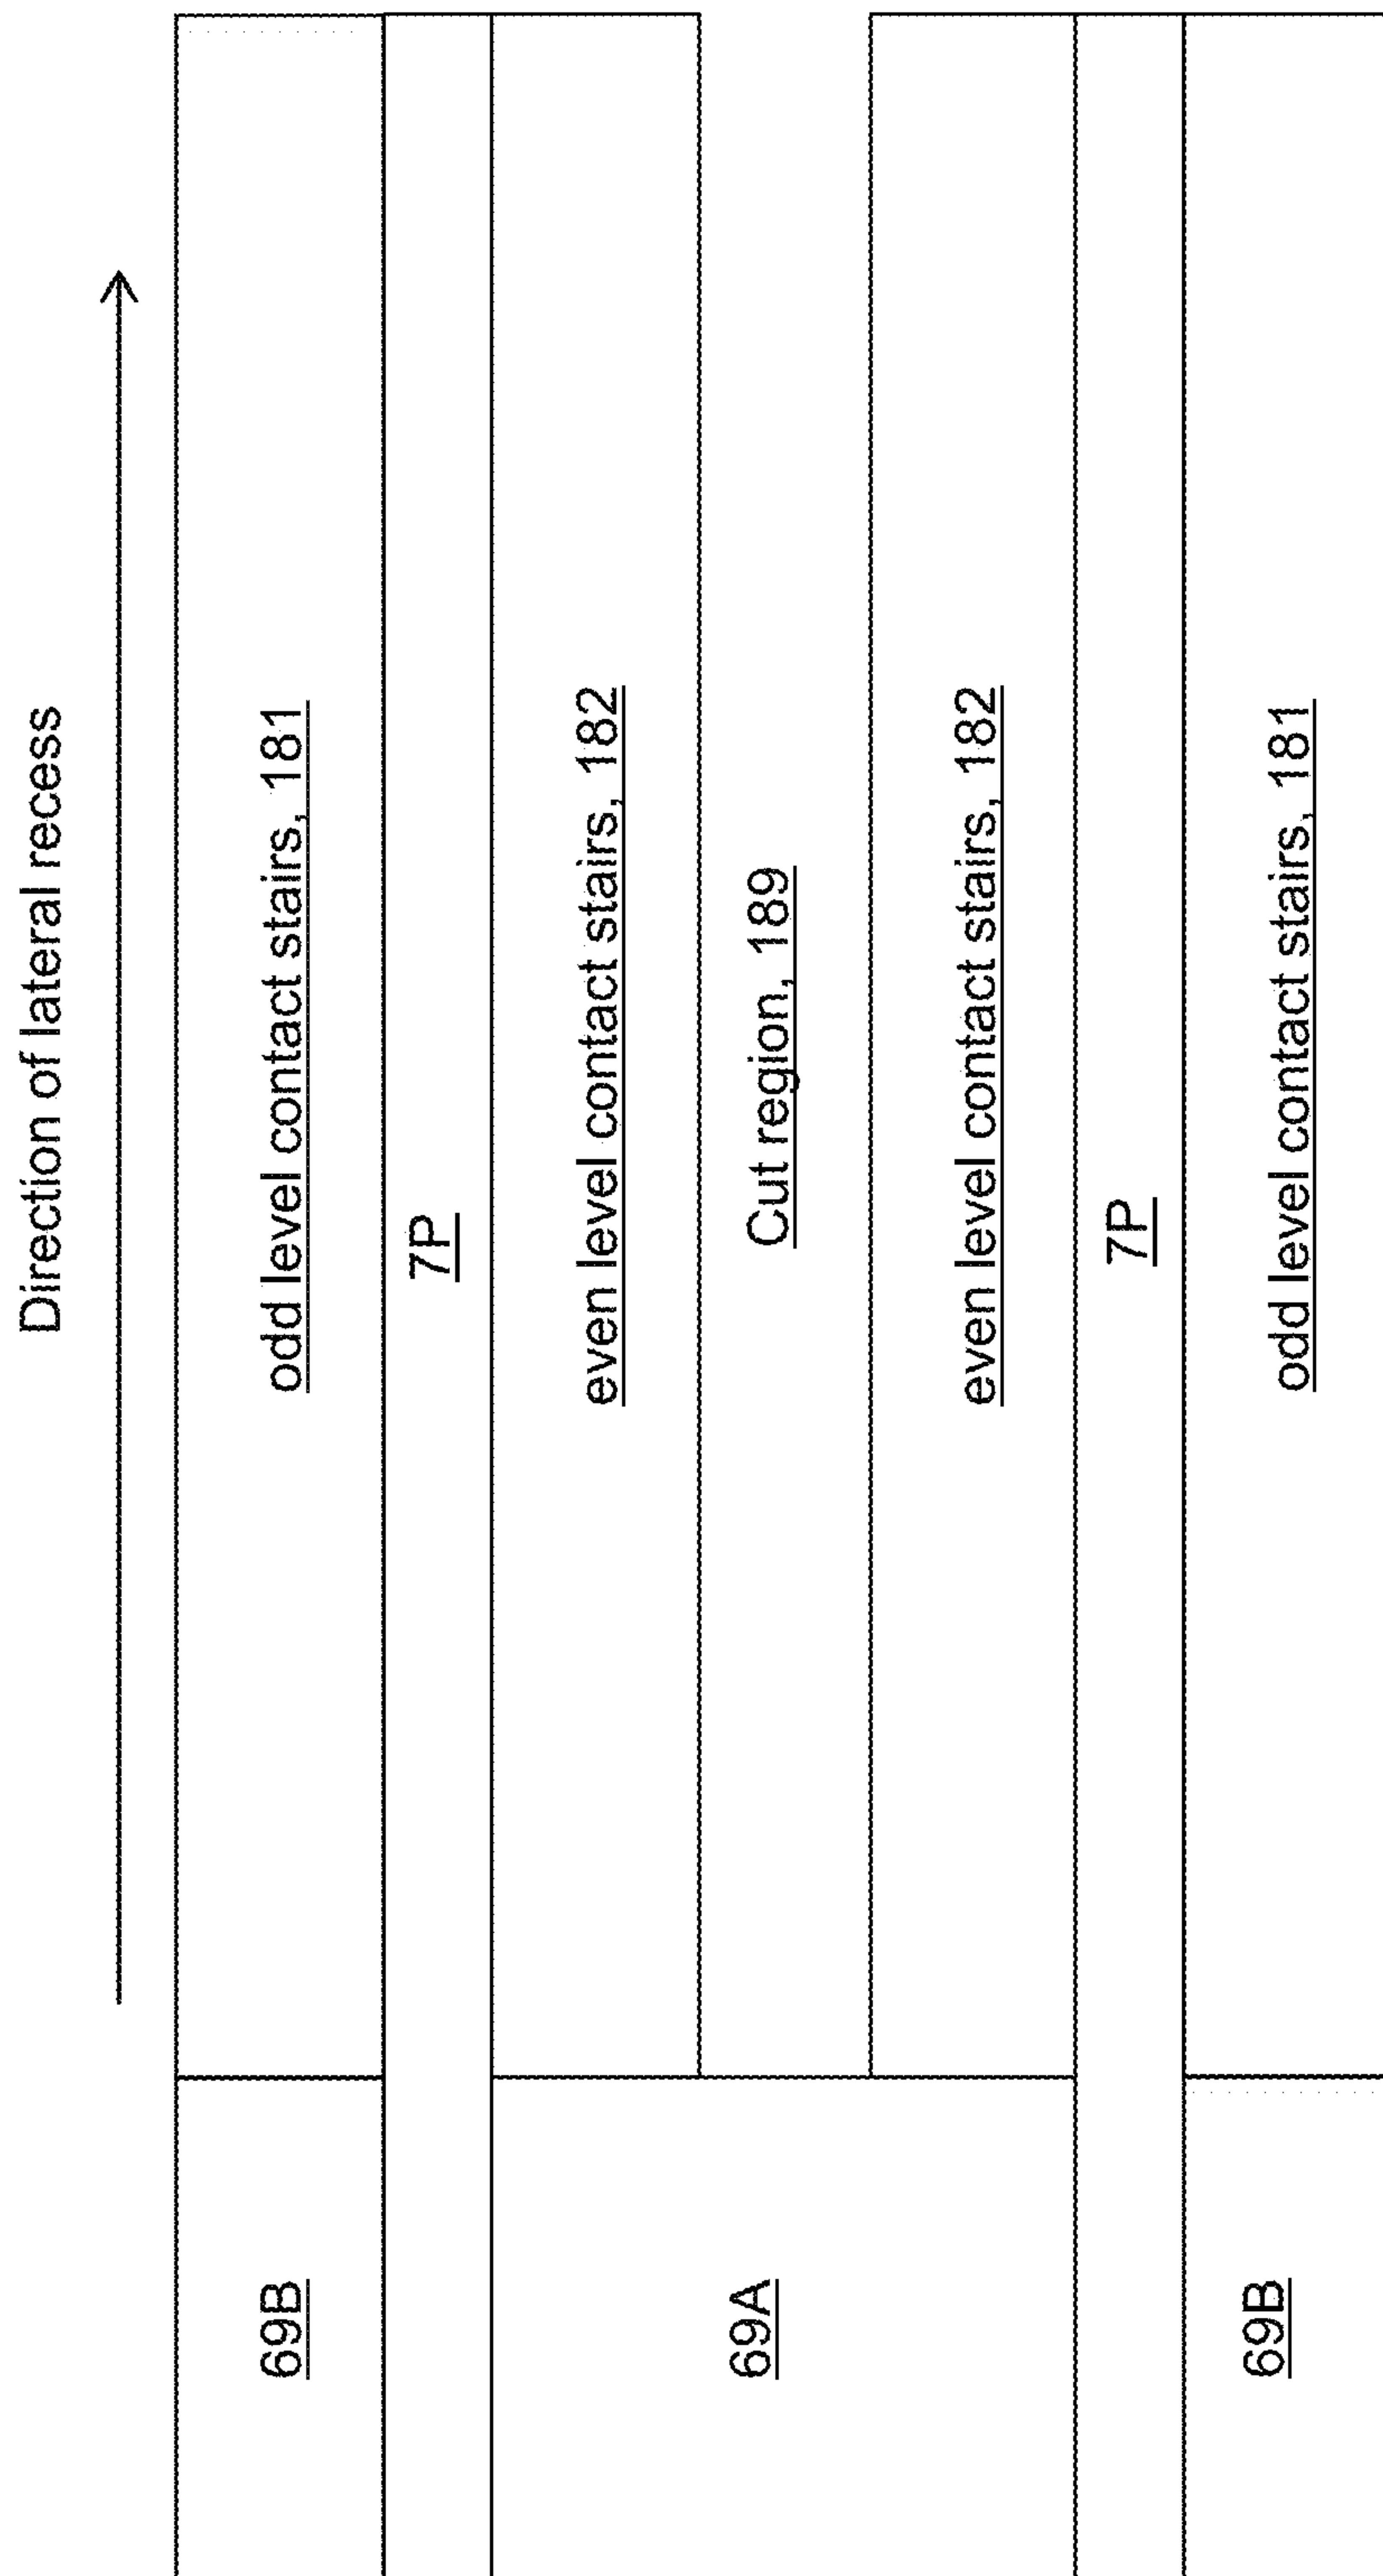 Direction of lateral recess
69B
odd level contact stairs, 181
7P
even level contact stairs, 182
69A
Cut region, 189
even level contact stairs, 182
7P
69B
odd level contact stairs, 181